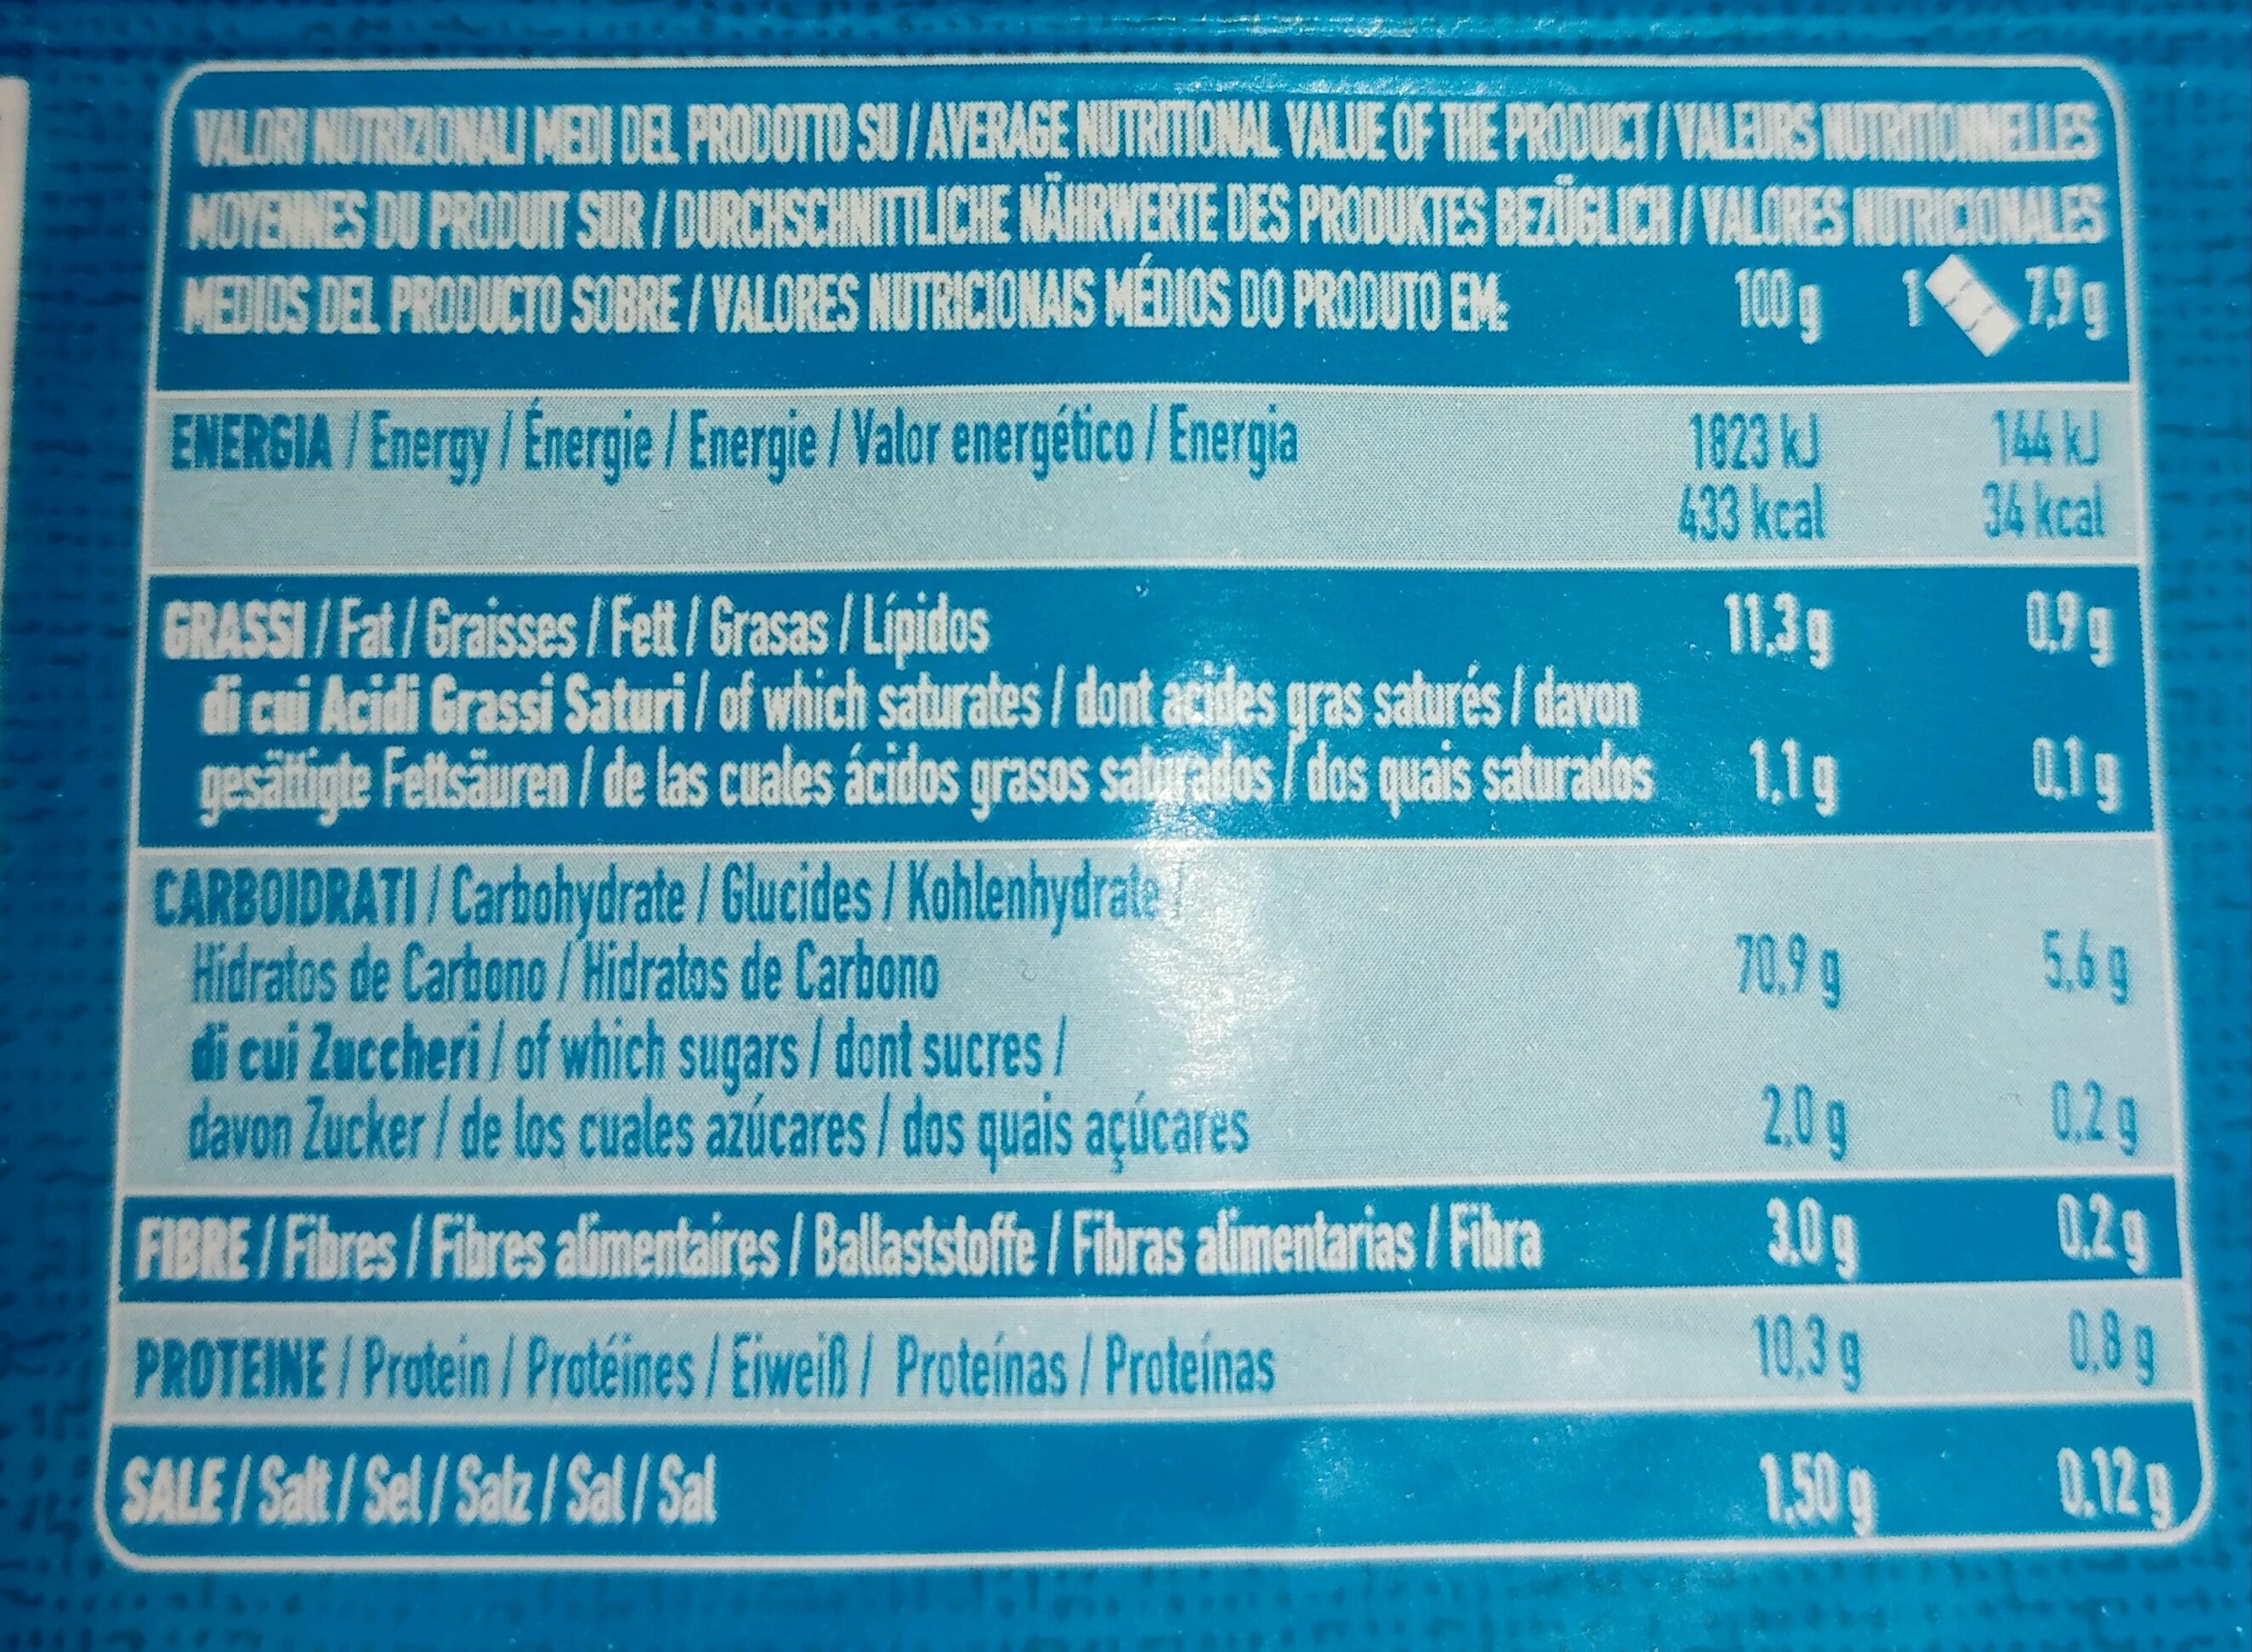 VALORI NUTRIZIONALI MEDI DEL PRODOTTO SU / AVERAGE NUTRITIONAL VALUE OF THE PRODUCT / VALEURS NUTRITIONNELLES
MOYENNES DU PRODUIT SUR / DURCHSCHNITTLICHE NÄHRWERTE DES PRODUKTES BEZÜGLICH / VALORES NUTRICIONALES
MEDIOS DEL PRODUCTO SOBRE / VALORES NUTRICIONAIS MÉDIOS DO PRODUTO EM: 100 g 1 7,9 g
ENERGIA / Energy / Énergie / Energie / Valor energético / Energia 1823 kJ 144 kJ
433 kcal 34 kcal
GRASSI / Fat / Graisses / Fett / Grasas / Lípidos 11,3 g 0,9 g
di cui Acidi Grassi Saturi / of which saturates / dont acides gras saturés / davon
gesättigte Fettsäuren / de las cuales ácidos grasos saturados / dos quais saturados 1,1 g 0,1 g
CARBOIDRATI / Carbohydrate / Glucides / Kohlenhydrate /
Hidratos de Carbono / Hidratos de Carbono 70,9 g 5,6 g
di cui Zuccheri / of which sugars / dont sucres /
davon Zucker / de los cuales azúcares / dos quais açúcares 2,0 g 0,2 g
FIBRE / Fibres / Fibres alimentaires / Ballaststoffe / Fibras alimentarias / Fibra 3,0 g 0,2 g
PROTEINE / Protein / Protéines / Eiweiß / Proteínas / Proteínas 10,3 g 0,8 g
SALE / Salt / Sel / Salz / Sal / Sal 1,50 g 0,12 g